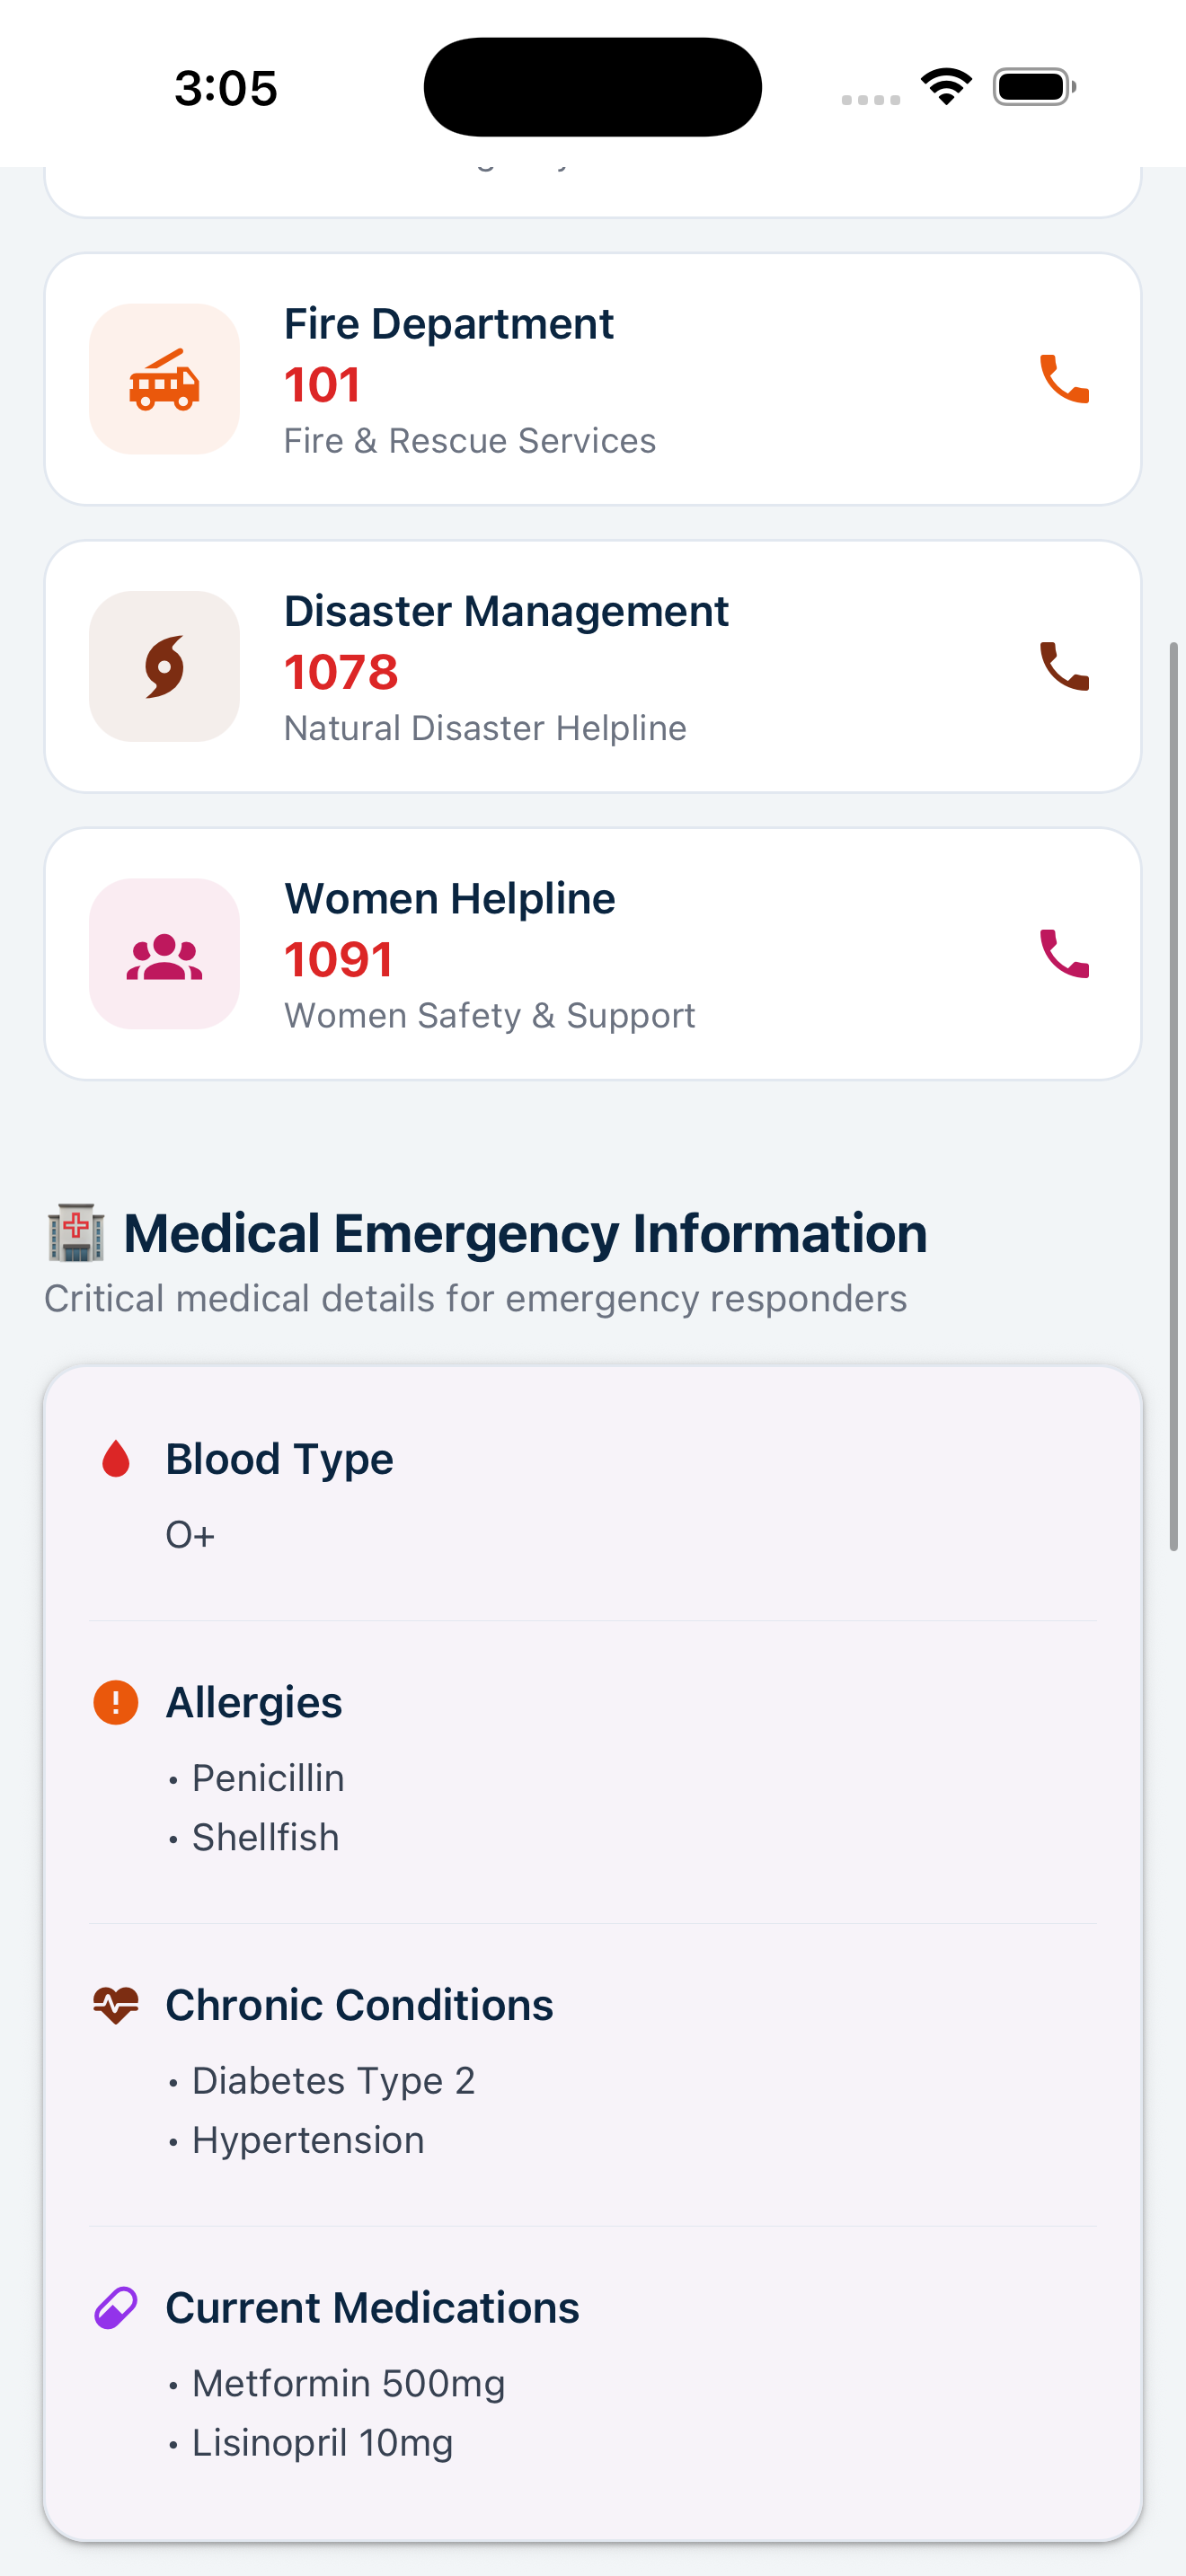 3:05
Fire Department
101
Fire & Rescue Services
Disaster Management
1078
Natural Disaster Helpline
Women Helpline
1091
Women Safety & Support
Medical Emergency Information
Critical medical details for emergency responders
Blood Type
O+
Allergies
• Penicillin
• Shellfish
Chronic Conditions
• Diabetes Type 2
• Hypertension
Current Medications
• Metformin 500mg
• Lisinopril 10mg